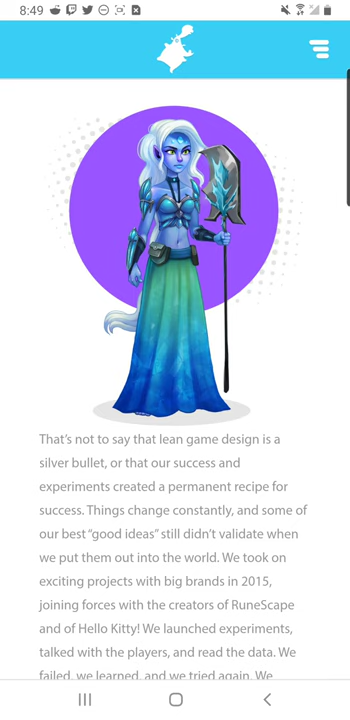 8:49
That's not to say that lean game design is a
silver bullet, or that our success and
experiments created a permanent recipe for
success. Things change constantly, and some of
our best “good ideas” still didn't validate when
we put them out into the world. We took on
exciting projects with big brands in 2015,
joining forces with the creators of RuneScape
and of Hello Kitty! We launched experiments,
talked with the players, and read the data. We
failed, we learned, and we tried again. We